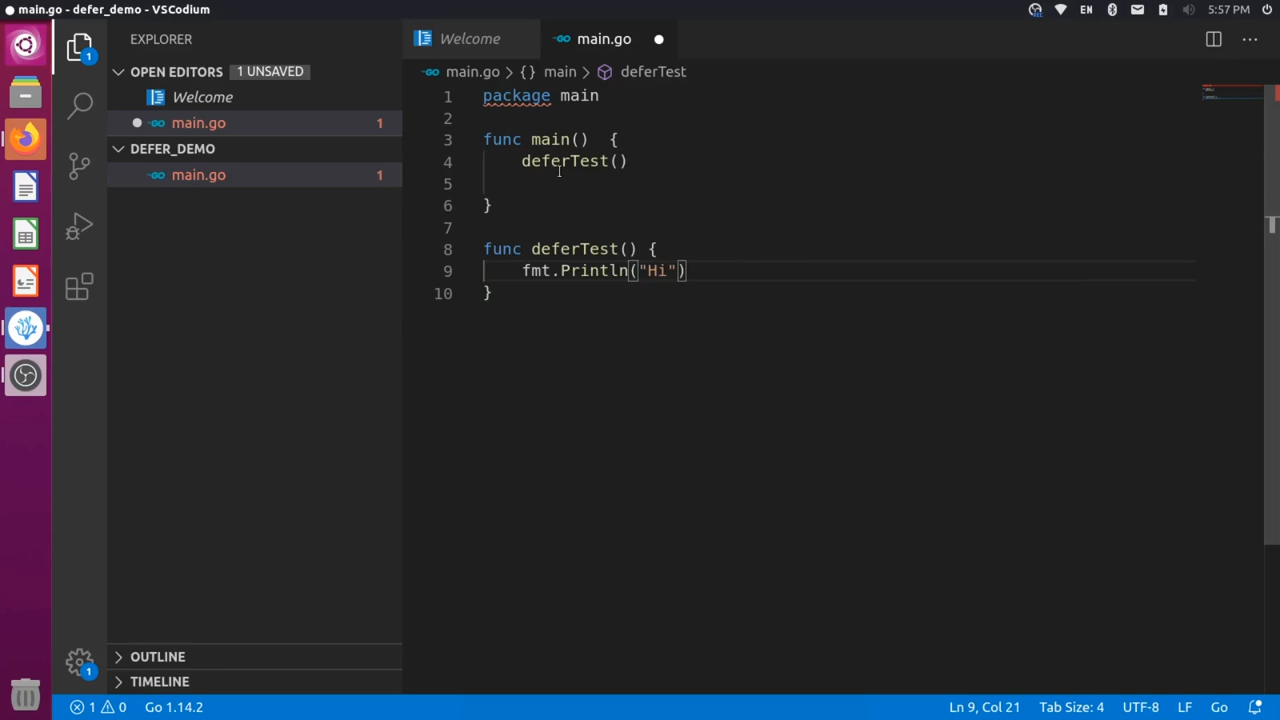 main.go - defer_demo - VSCodium
EN
5:57 PM
EXPLORER
OPEN EDITORS 1 UNSAVED
Welcome
main.go 1
DEFER_DEMO
main.go 1
OUTLINE
TIMELINE
1
1
Welcome
main.go
main.go > {} main > deferTest
1 package main
2
3 func main()  {
4     deferTest()
5
6 }
7
8 func deferTest() {
9     fmt.Println("Hi")
10 }
1 0 Go 1.14.2
Ln 9, Col 21 Tab Size: 4 UTF-8 LF Go